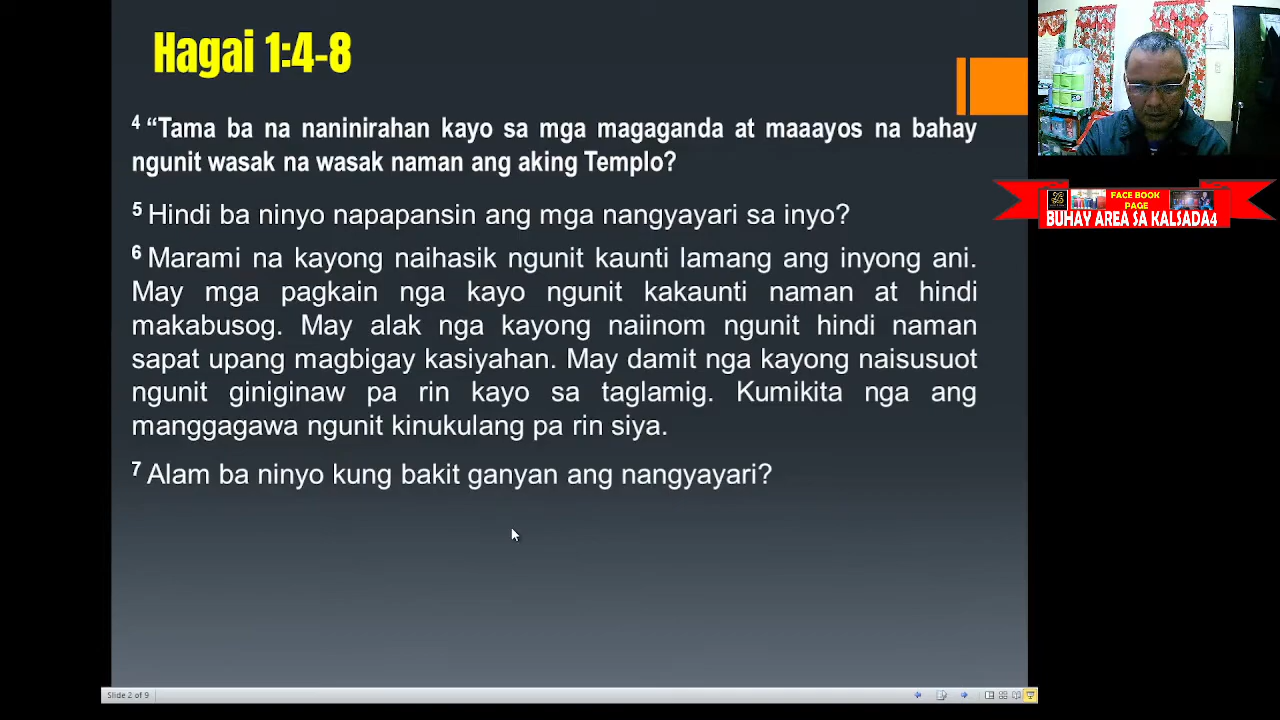 Hagai 1:4-8
4 “Tama ba na naninirahan kayo sa mga magaganda at maaayos na bahay
ngunit wasak na wasak naman ang aking Templo?
5 Hindi ba ninyo napapansin ang mga nangyayari sa inyo?
6 Marami na kayong naihasik ngunit kaunti lamang ang inyong ani.
May mga pagkain nga kayo ngunit kakaunti naman at hindi
makabusog. May alak nga kayong naiinom ngunit hindi naman
sapat upang magbigay kasiyahan. May damit nga kayong naisusuot
ngunit giniginaw pa rin kayo sa taglamig. Kumikita nga ang
manggagawa ngunit kinukulang pa rin siya.
7 Alam ba ninyo kung bakit ganyan ang nangyayari?
FACE BOOK
PAGE
BUHAY AREA SA KALSADA4
Slide 2 of 9